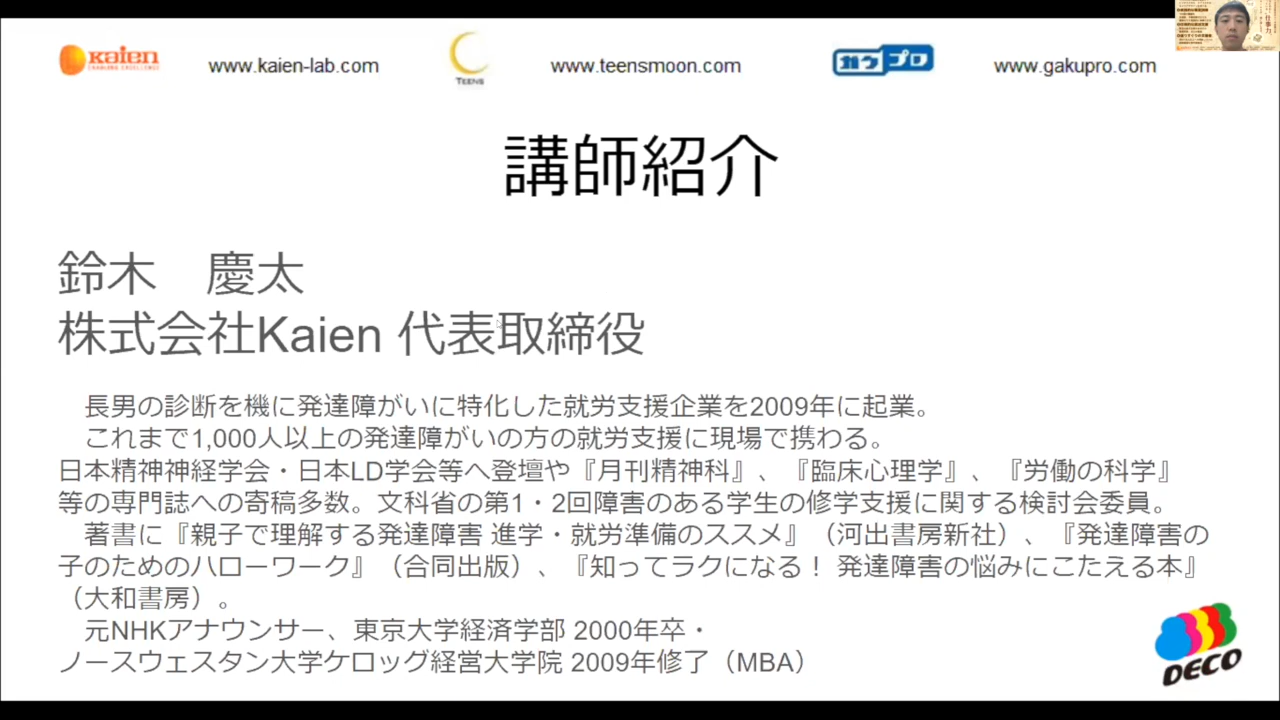 Kaien
www.kaien-lab.com
TEENS
www.teensmoon.com
ガクプロ
www.gakupro.com
講師紹介
鈴木 慶太
株式会社Kaien 代表取締役
長男の診断を機に発達障がいに特化した就労支援企業を2009年に起業。
これまで1,000人以上の発達障がいの方の就労支援に現場で携わる。
日本精神神経学会・日本LD学会等へ登壇や『月刊精神科』、『臨床心理学』、『労働の科学』
等の専門誌への寄稿多数。文科省の第1・2回障害のある学生の修学支援に関する検討会委員。
著書に『親子で理解する発達障害 進学・就労準備のススメ』（河出書房新社）、『発達障害の
子のためのハローワーク』（合同出版）、『知ってラクになる！ 発達障害の悩みにこたえる本』
（大和書房）。
元NHKアナウンサー、東京大学経済学部 2000年卒・
ノースウェスタン大学ケロッグ経営大学院 2009年修了（MBA）
DECO